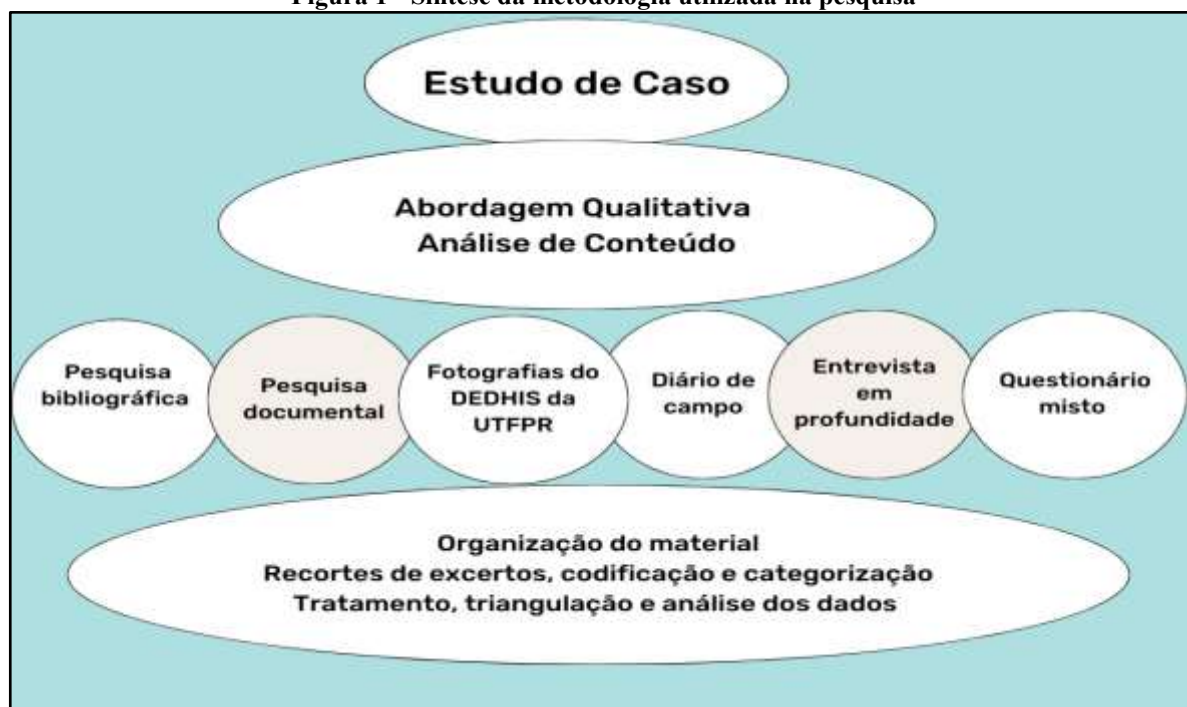 Figura 1 - Síntese da metodologia utilizada na pesquisa
Estudo de Caso
Abordagem Qualitativa
Análise de Conteúdo
Pesquisa
bibliográfica
Pesquisa
documental
Fotografias do
DEDHIS da
UTFPR
Diário de
campo
Entrevista
em
profundidade
Questionário
misto
Organização do material
Recortes de excertos, codificação e categorização
Tratamento, triangulação e análise dos dados